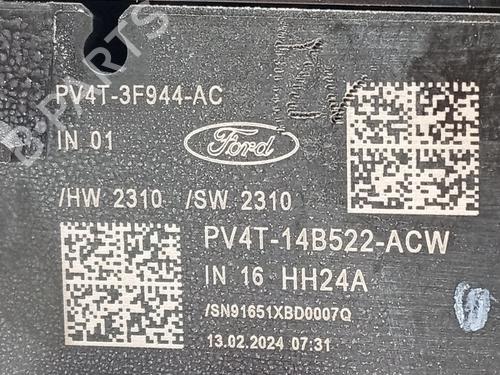 PV4T-3F944-AC
IN 01
Ford
/HW 2310 /SW 2310
PV4T-14B522-ACW
IN 16 HH24A
/SN91651XBD0007Q
13.02.2024 07:31